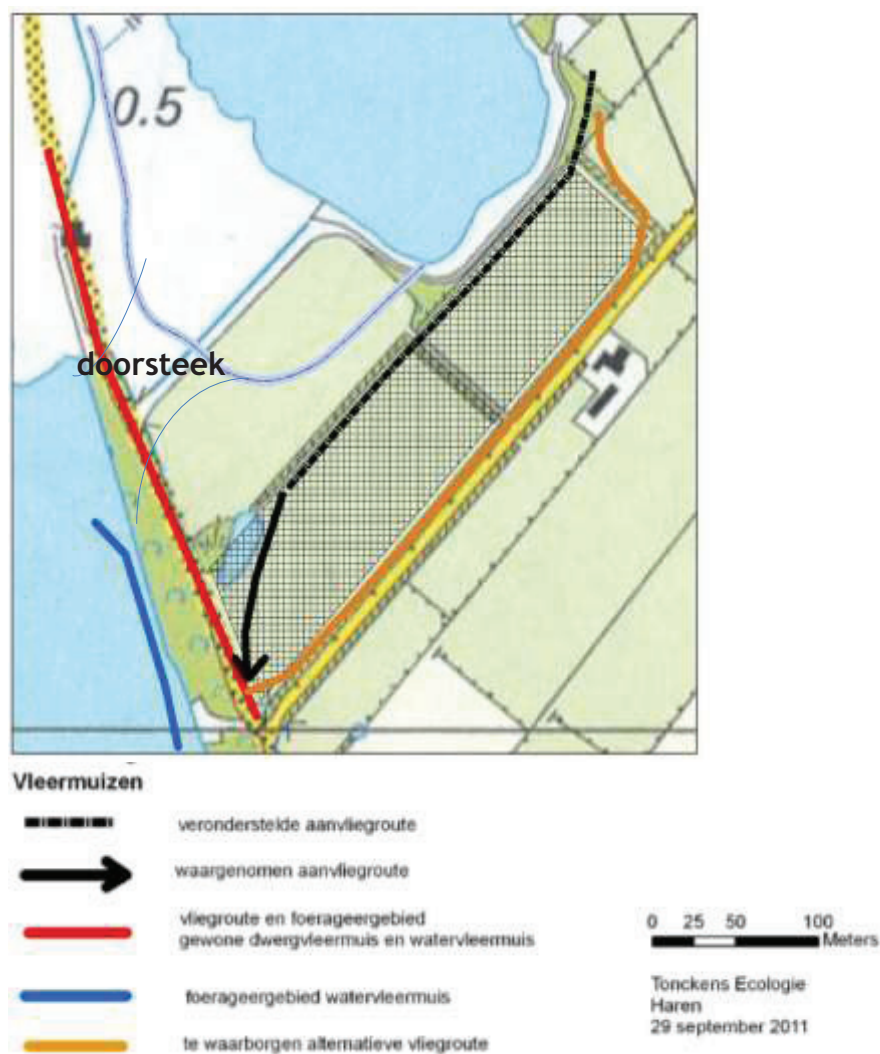 0.5
doorsteek
Vleermuizen
veronderstelde aanvliegroute
waargenomen aanvliegroute
vliegroute en foerageergebied
gewone dwergvleermuis en watervleermuis
foerageergebied watervleermuis
te waarborgen alternatieve vliegroute
0 25 50 100
Meters
Tonckens Ecologie
Haren
29 september 2011